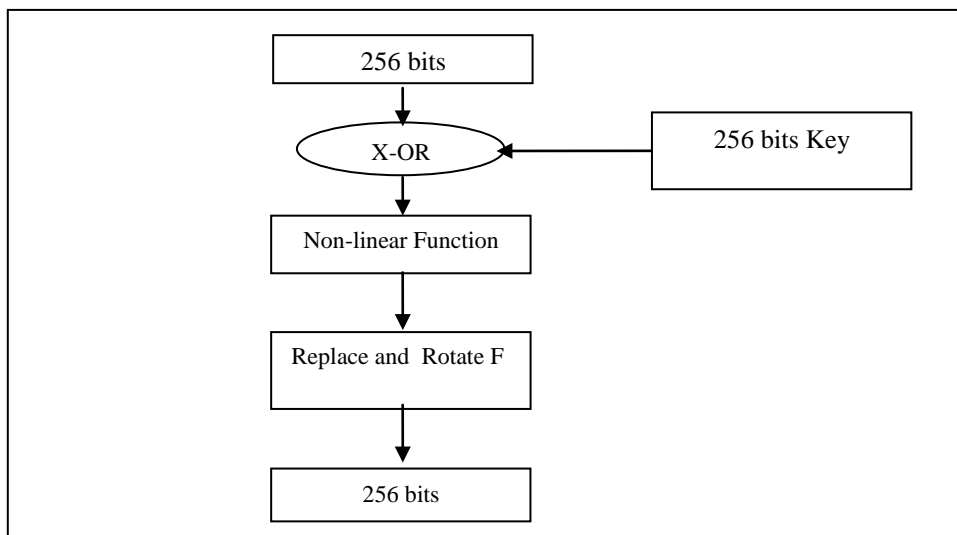 256 bits
X-OR
256 bits Key
Non-linear Function
Replace and Rotate F
256 bits